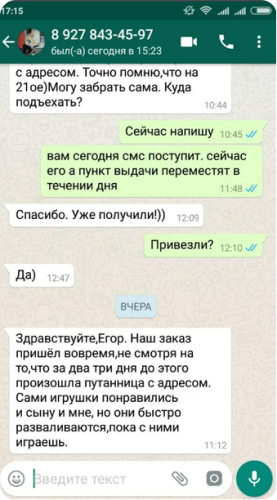 17:15
8 927 843-45-97
был(-а) сегодня в 15:23
с адресом. Точно помню,что на
21ое)Могу забрать сама. Куда
подъехать?
10:44
Сейчас напишу 10:45
вам сегодня смс поступит. сейчас
его а пункт выдачи переместят в
течении дня
11:48
Спасибо. Уже получили!)) 12:09
Привезли? 12:10
Да) 12:47
ВЧЕРА
Здравствуйте,Егор. Наш заказ
пришёл вовремя,не смотря на
то,что за два три дня до этого
произошла путанница с адресом.
Сами игрушки понравились
и сыну и мне, но они быстро
разваливаются,пока с ними
играешь.
11:12
Введите текст